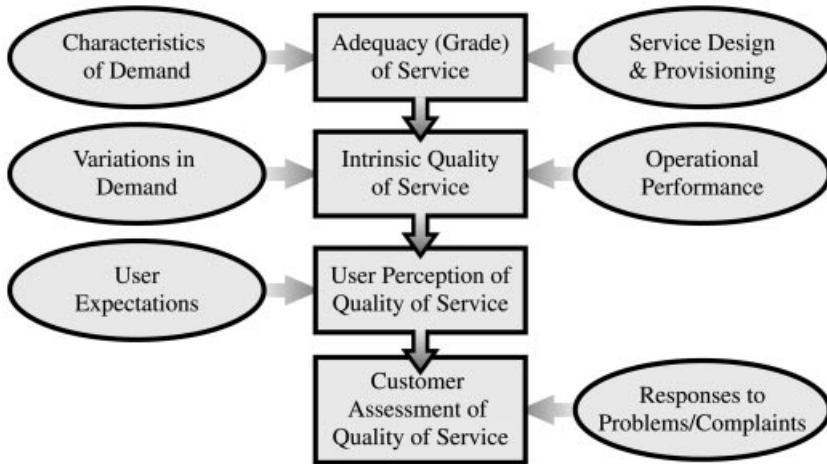 Characteristics
of Demand
Adequacy (Grade)
of Service
Service Design
& Provisioning
Variations in
Demand
Intrinsic Quality
of Service
Operational
Performance
User
Expectations
User Perception of
Quality of Service
Customer
Assessment of
Quality of Service
Responses to
Problems/Complaints